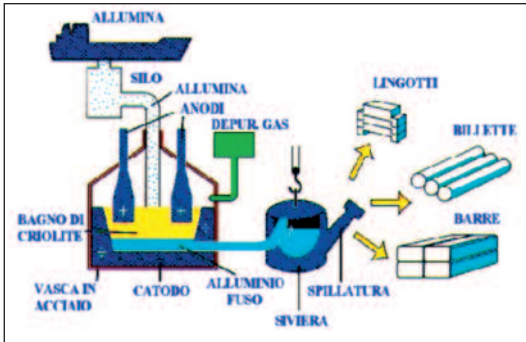 ALLUMINA
SILO
ALLUMINA
ANODI
DEPUR. GAS
LINGOTTI
BILLETTE
BARRE
BAGNO DI
CRIOLITE
VASCA IN
ACCIAIO
CATODO
ALLUMINIO
FUSO
SPILLATURA
SIVIERA